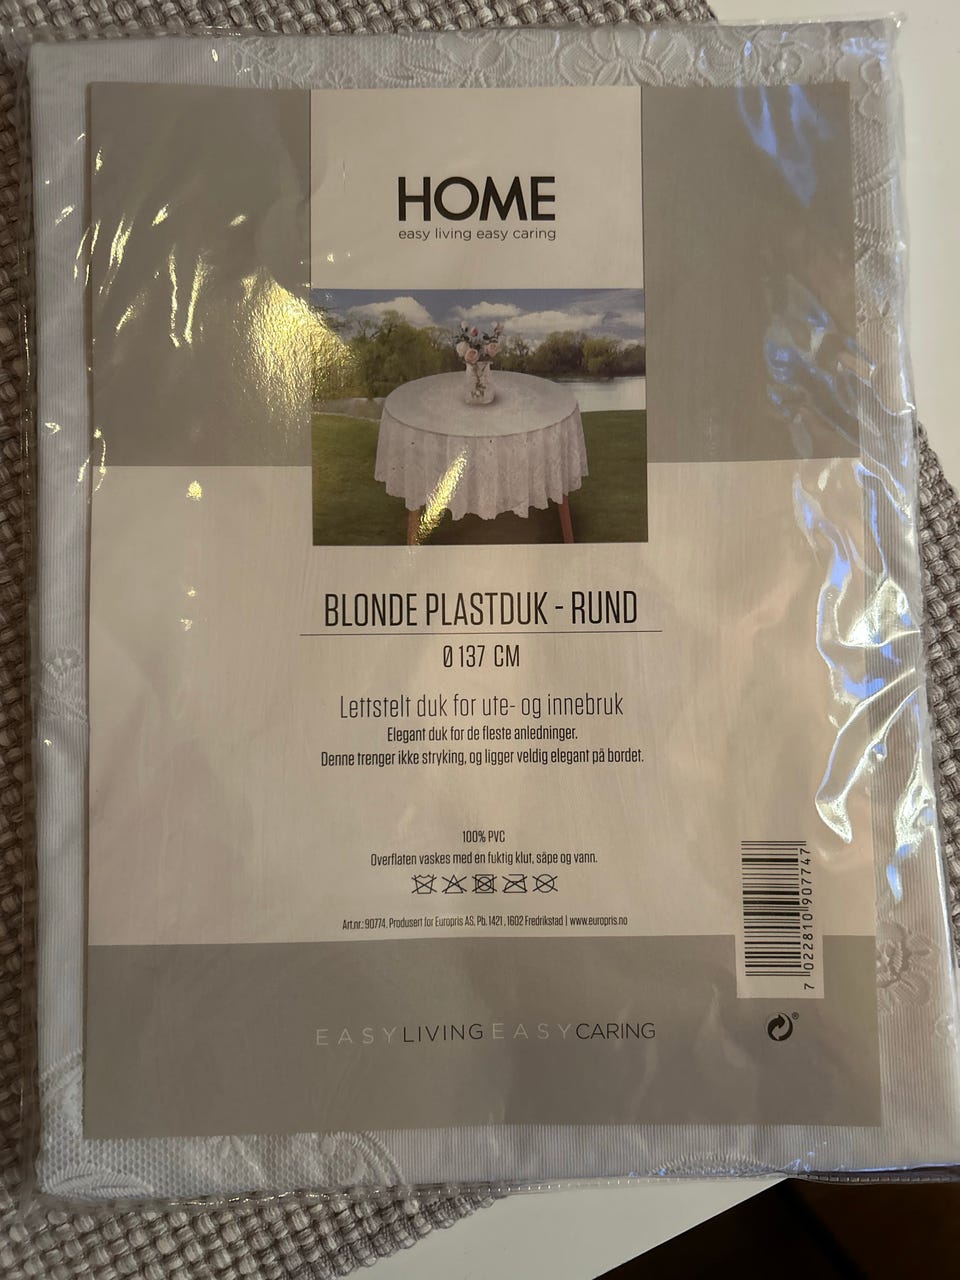 HOME
easy living easy caring
BLONDE PLASTDUK - RUND
Ø 137 CM
Lettstelt duk for ute- og innebruk
Elegant duk for de fleste anledninger.
Denne trenger ikke stryking, og ligger veldig elegant på bordet.
100% PVC
Overflaten vaskes med en fuktig klut, såpe og vann.
Art.nr.: 90774, Produsert for Europris AS, Pb. 1421, 1602 Fredrikstad | www.europris.no
7 022810 907747
EASYLIVINGEASYCARING
®